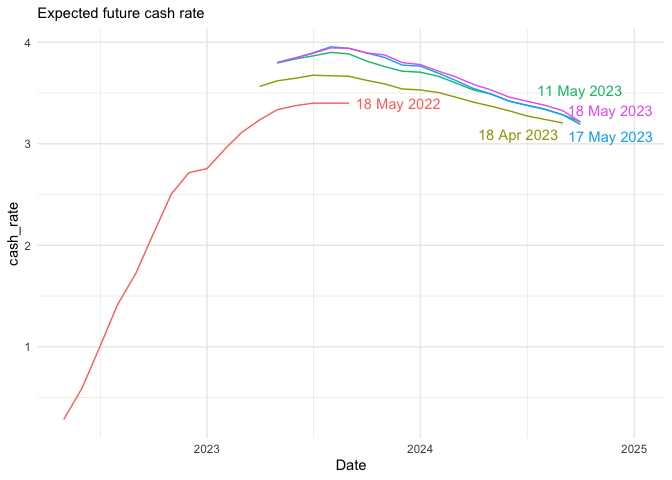 Expected future cash rate
cash_rate
4
3
2
1
11 May 2023
18 May 2022
18 May 2023
18 Apr 2023
17 May 2023
2023
2024
2025
Date